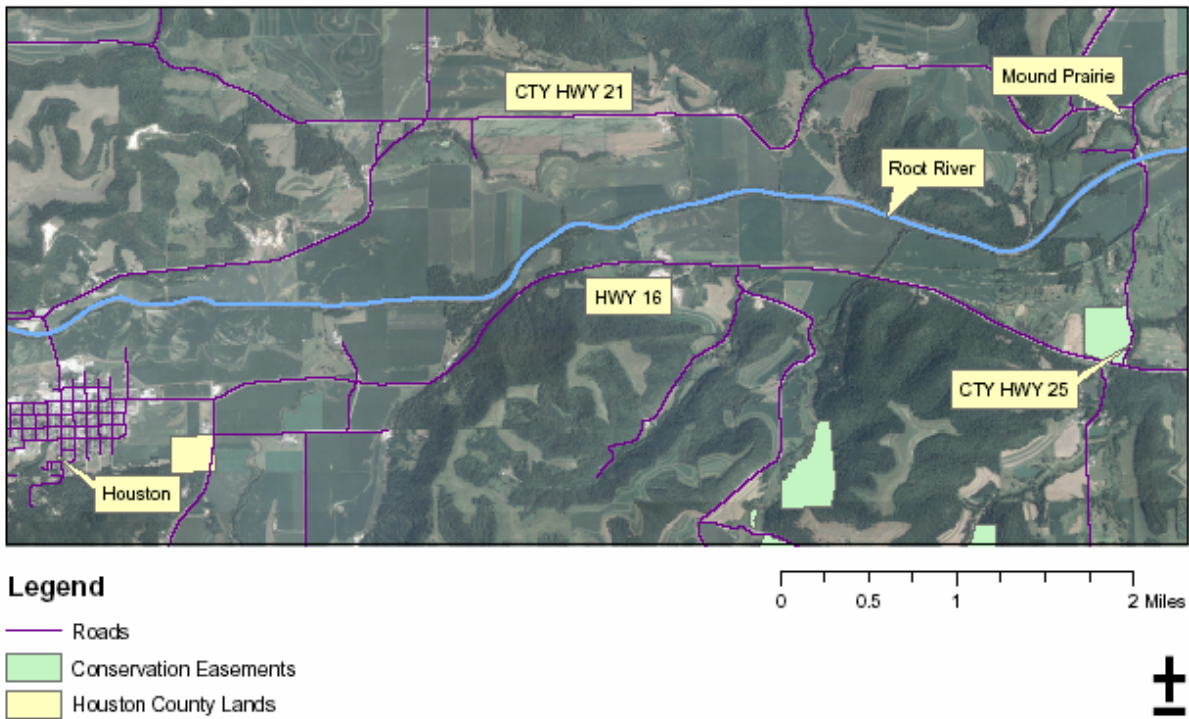 CTY HWY 21
Mound Prairie
Root River
HWY 16
CTY HWY 25
Houston
Legend
Roads
Conservation Easements
Houston County Lands
0 0.5 1 2 Miles